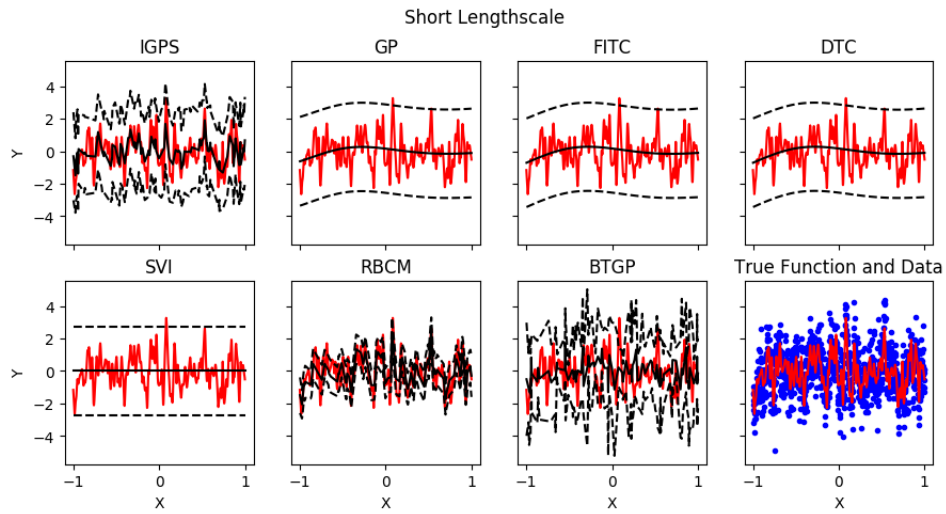 Short Lengthscale
IGPS GP FITC DTC
4
2
0
−2
−4
Y
SVI RBCM BTGP True Function and Data
4
2
0
−2
−4
Y
−1 0 1 −1 0 1 −1 0 1 −1 0 1
X X X X